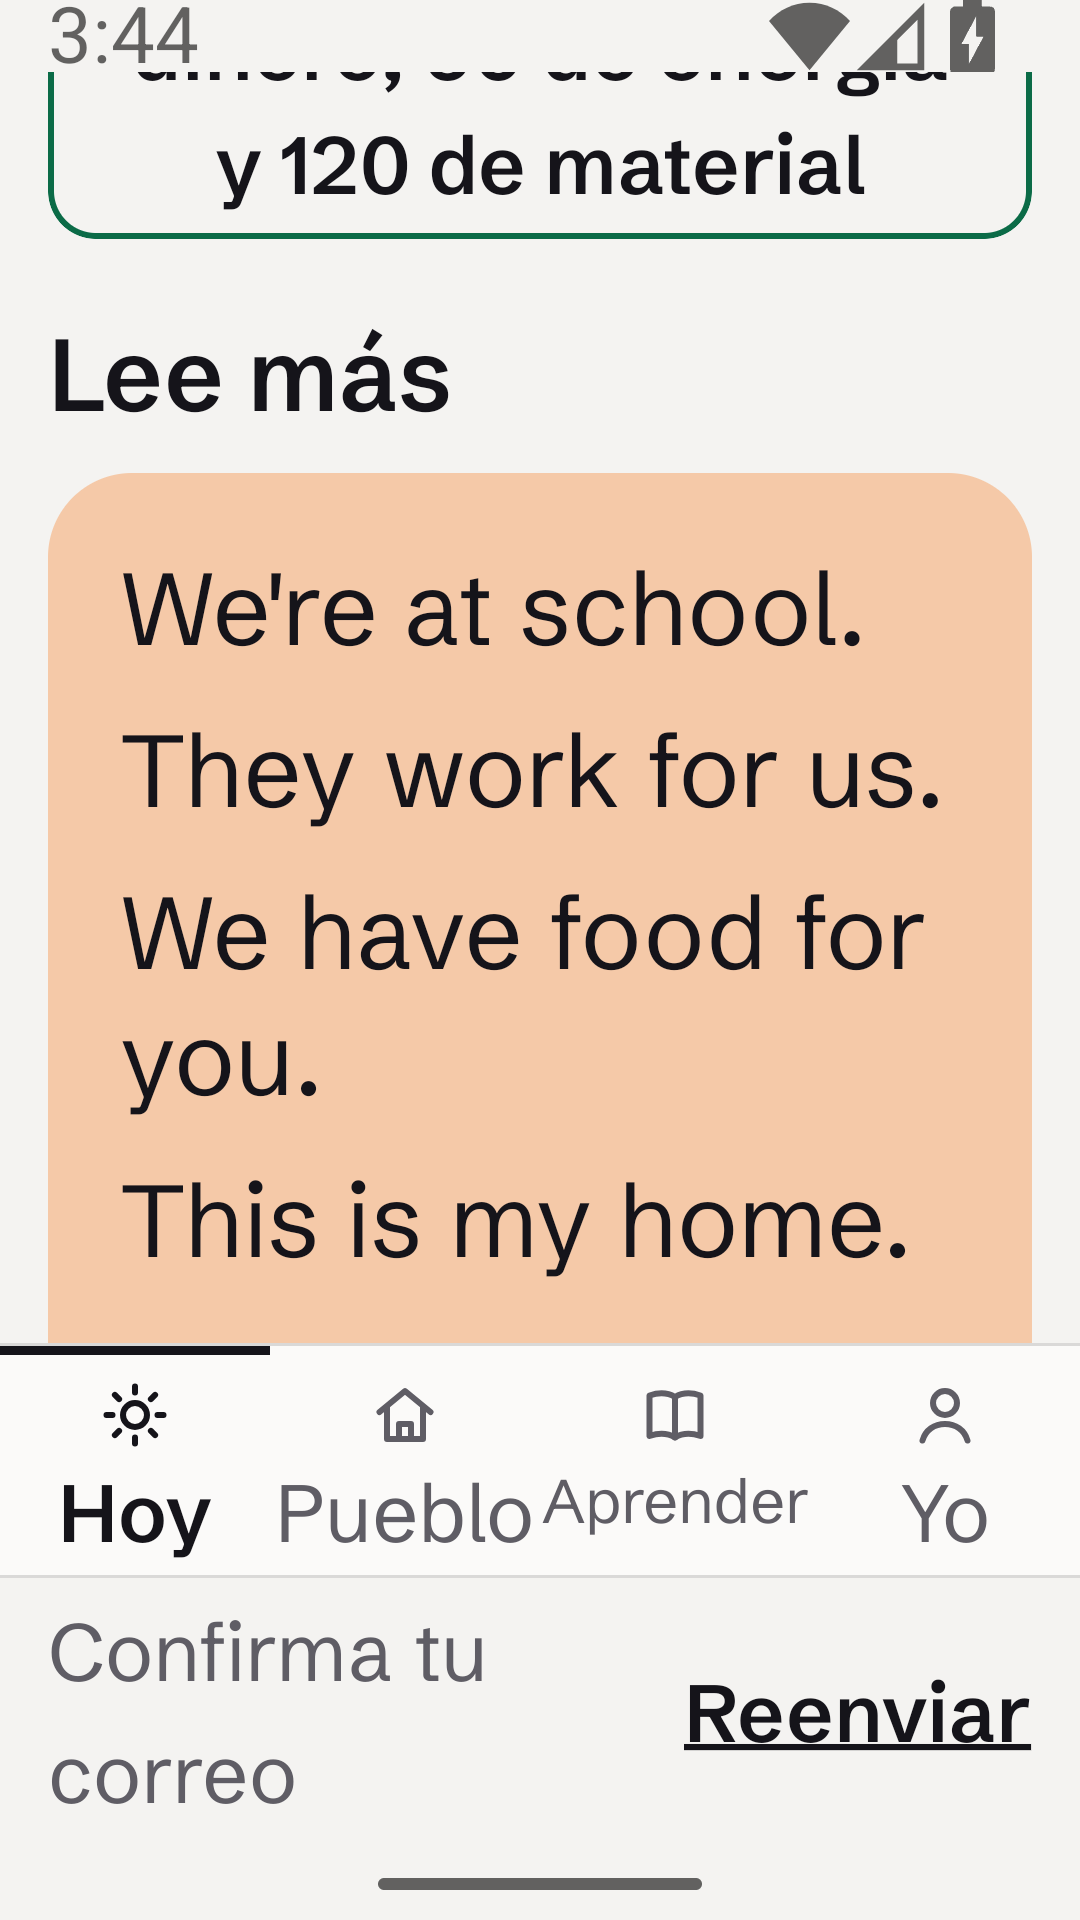 3:44
y 120 de material
Lee más
We're at school.
They work for us.
We have food for
you.
This is my home.
Hoy
Pueblo
Aprender
Yo
Confirma tu
correo
Reenviar